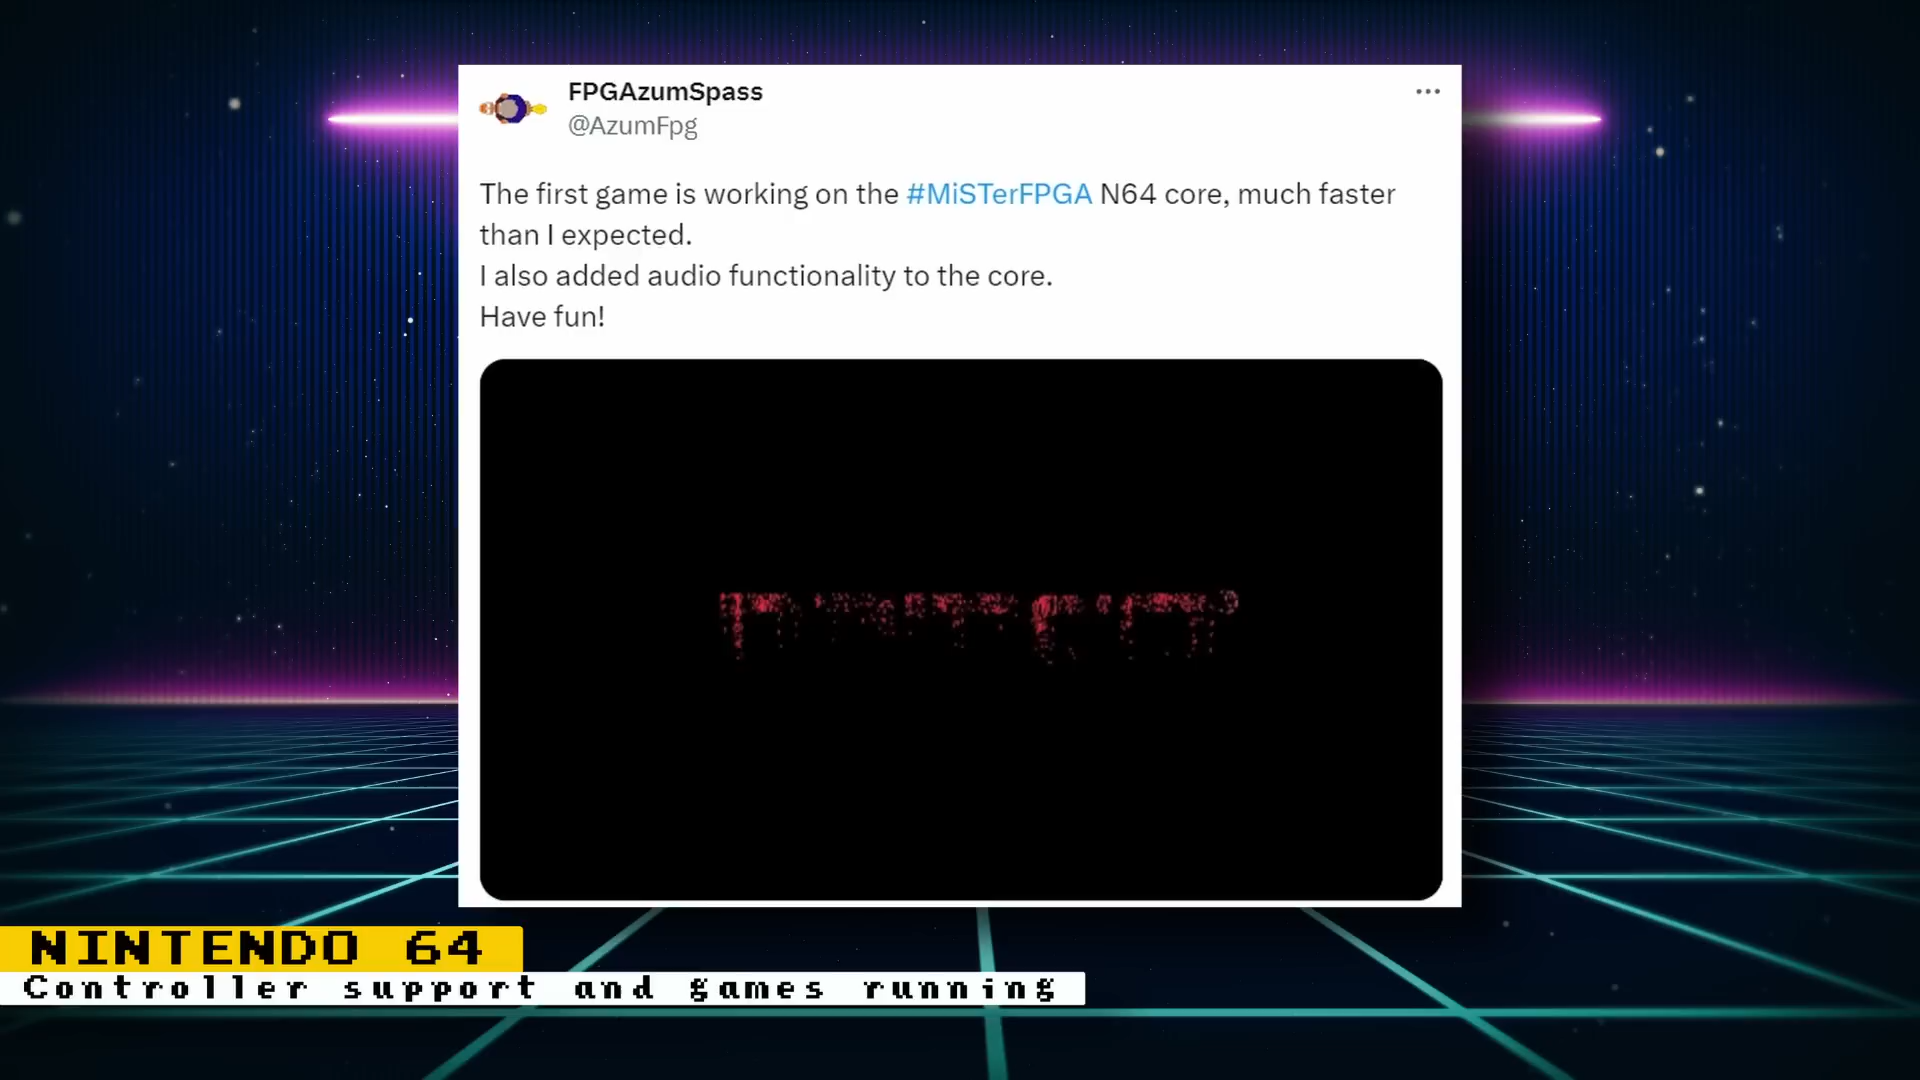 FPGAzumSpass
@AzumFpg
The first game is working on the #MiSTerFPGA N64 core, much faster
than I expected.
I also added audio functionality to the core.
Have fun!
NINTENDO 64
Controller support and games running